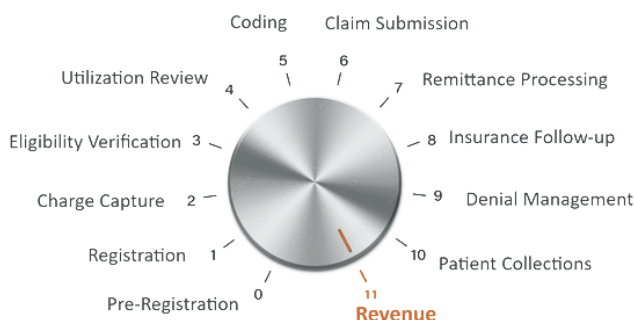 Coding
5
Claim Submission
6
Utilization Review
4
7
Remittance Processing
Eligibility Verification
3
8
Insurance Follow-up
Charge Capture
2
9
Denial Management
Registration
1
10
Patient Collections
Pre-Registration
0
11
Revenue